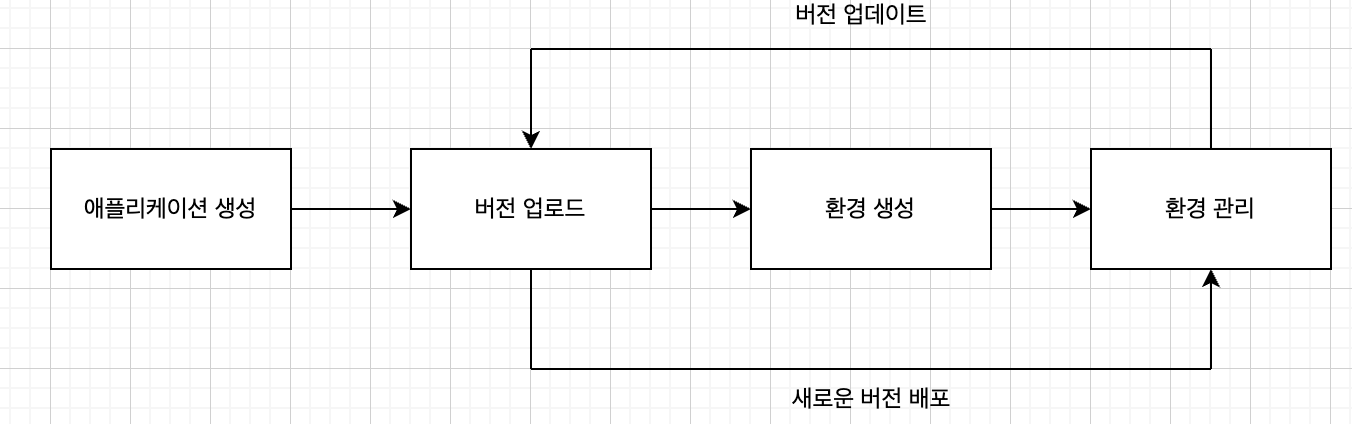 버전 업데이트
애플리케이션 생성
버전 업로드
환경 생성
환경 관리
새로운 버전 배포